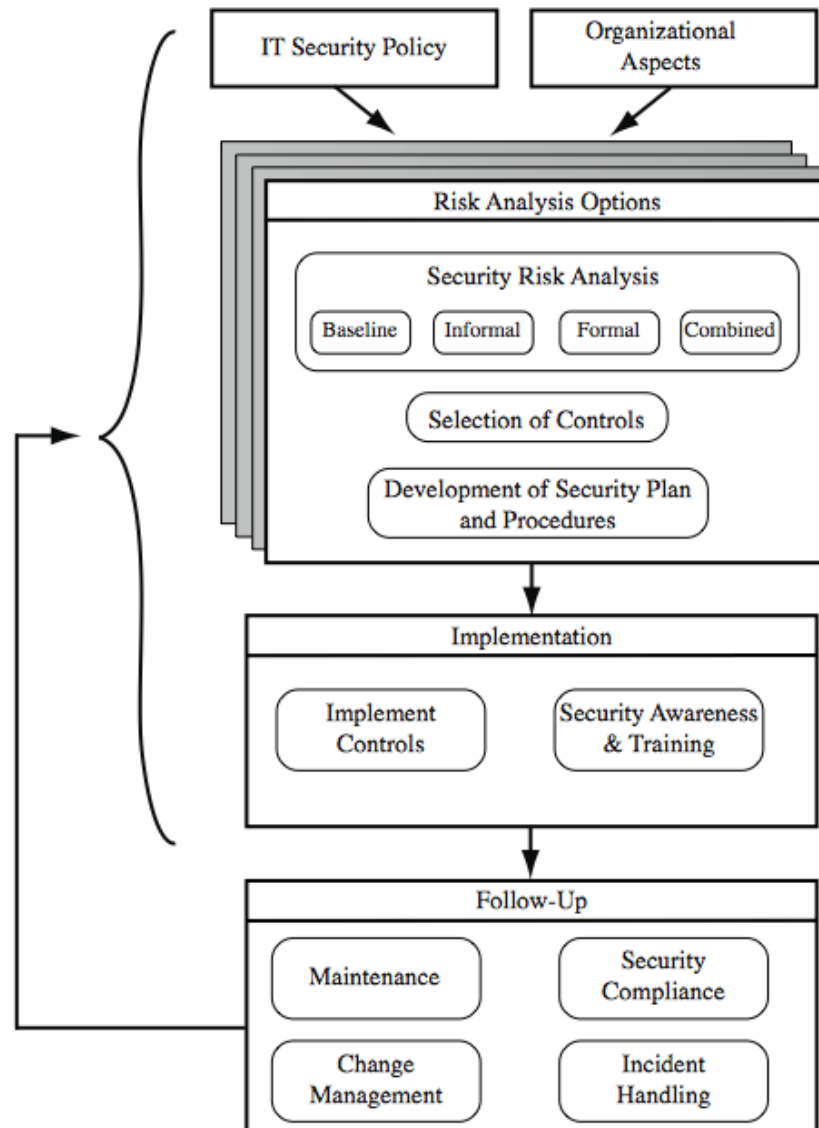 IT Security Policy
Organizational
Aspects
Risk Analysis Options
Security Risk Analysis
Baseline
Informal
Formal
Combined
Selection of Controls
Development of Security Plan
and Procedures
Implementation
Implement
Controls
Security Awareness
& Training
Follow-Up
Maintenance
Security
Compliance
Change
Management
Incident
Handling